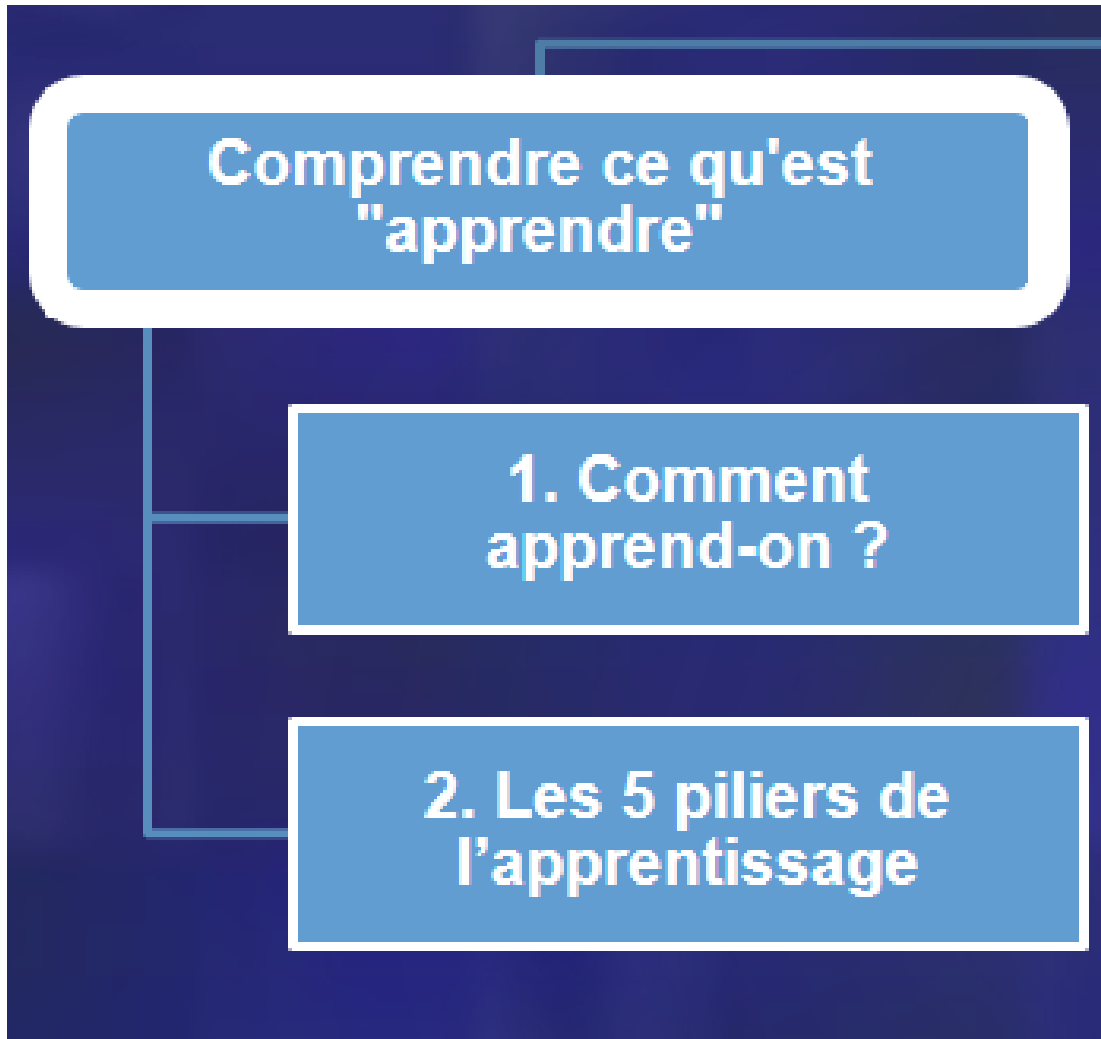 Comprendre ce qu'est
"apprendre"
1. Comment
apprend-on ?
2. Les 5 piliers de
l’apprentissage